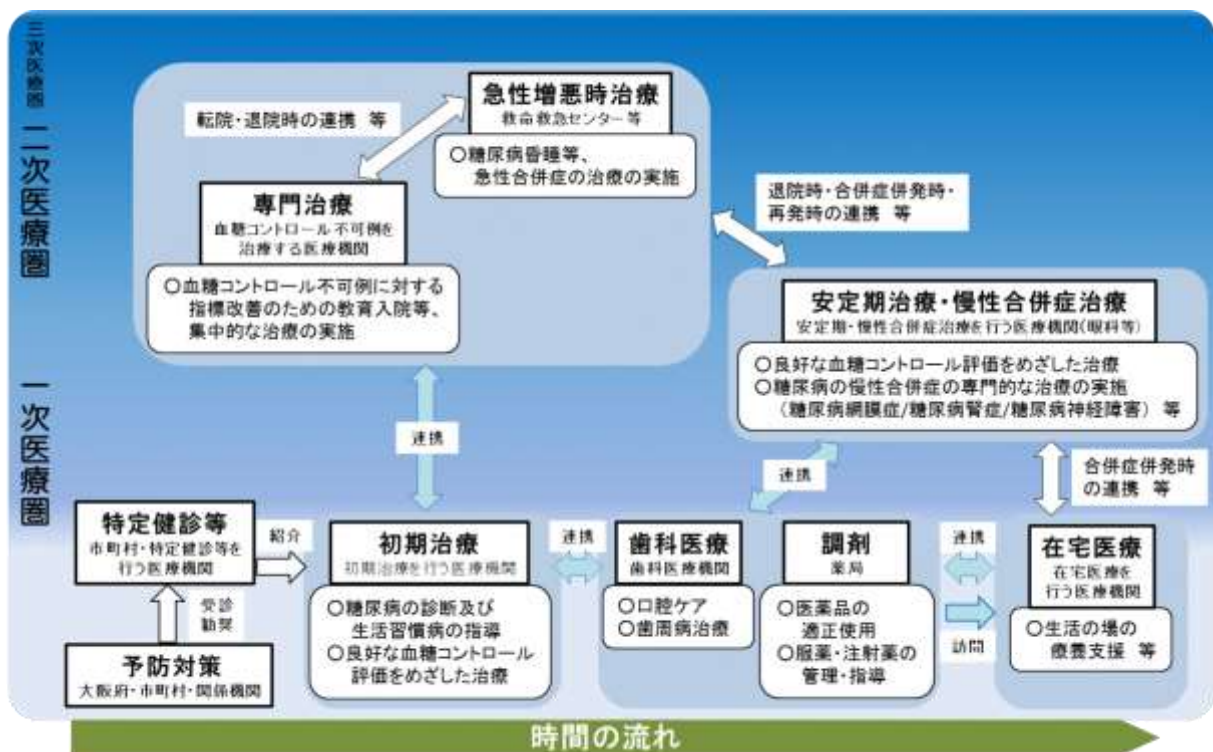 三次医療圏
二次医療圏
一次医療圏
急性増悪時治療
救命救急センター等
○糖尿病昏睡等、
急性合併症の治療の実施
転院・退院時の連携 等
専門治療
血糖コントロール不可例を
治療する医療機関
○血糖コントロール不可例に対する
指標改善のための教育入院等、
集中的な治療の実施
退院時・合併症併発時・
再発時の連携 等
安定期治療・慢性合併症治療
安定期・慢性合併症治療を行う医療機関(眼科等)
○良好な血糖コントロール評価をめざした治療
○糖尿病の慢性合併症の専門的な治療の実施
(糖尿病網膜症/糖尿病腎症/糖尿病神経障害) 等
連携
連携
合併症併発時
の連携 等
特定健診等
市町村・特定健診等を
行う医療機関
紹介
受診
勧奨
予防対策
大阪府・市町村・関係機関
初期治療
初期治療を行う医療機関
○糖尿病の診断及び
生活習慣病の指導
○良好な血糖コントロール
評価をめざした治療
連携
歯科医療
歯科医療機関
○口腔ケア
○歯周病治療
調剤
薬局
○医薬品の
適正使用
○服薬・注射薬の
管理・指導
連携
訪問
在宅医療
在宅医療を
行う医療機関
○生活の場の
療養支援 等
時間の流れ